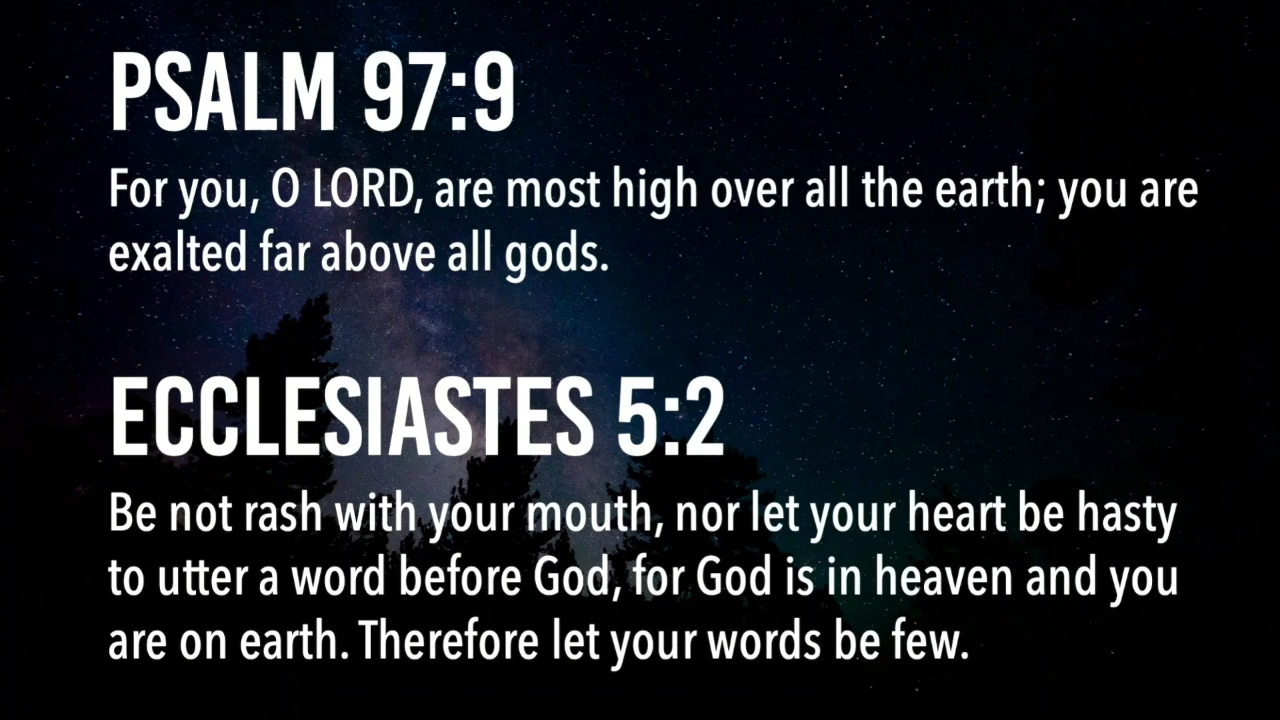 PSALM 97:9
For you, O LORD, are most high over all the earth; you are
exalted far above all gods.
ECCLESIASTES 5:2
Be not rash with your mouth, nor let your heart be hasty
to utter a word before God, for God is in heaven and you
are on earth. Therefore let your words be few.